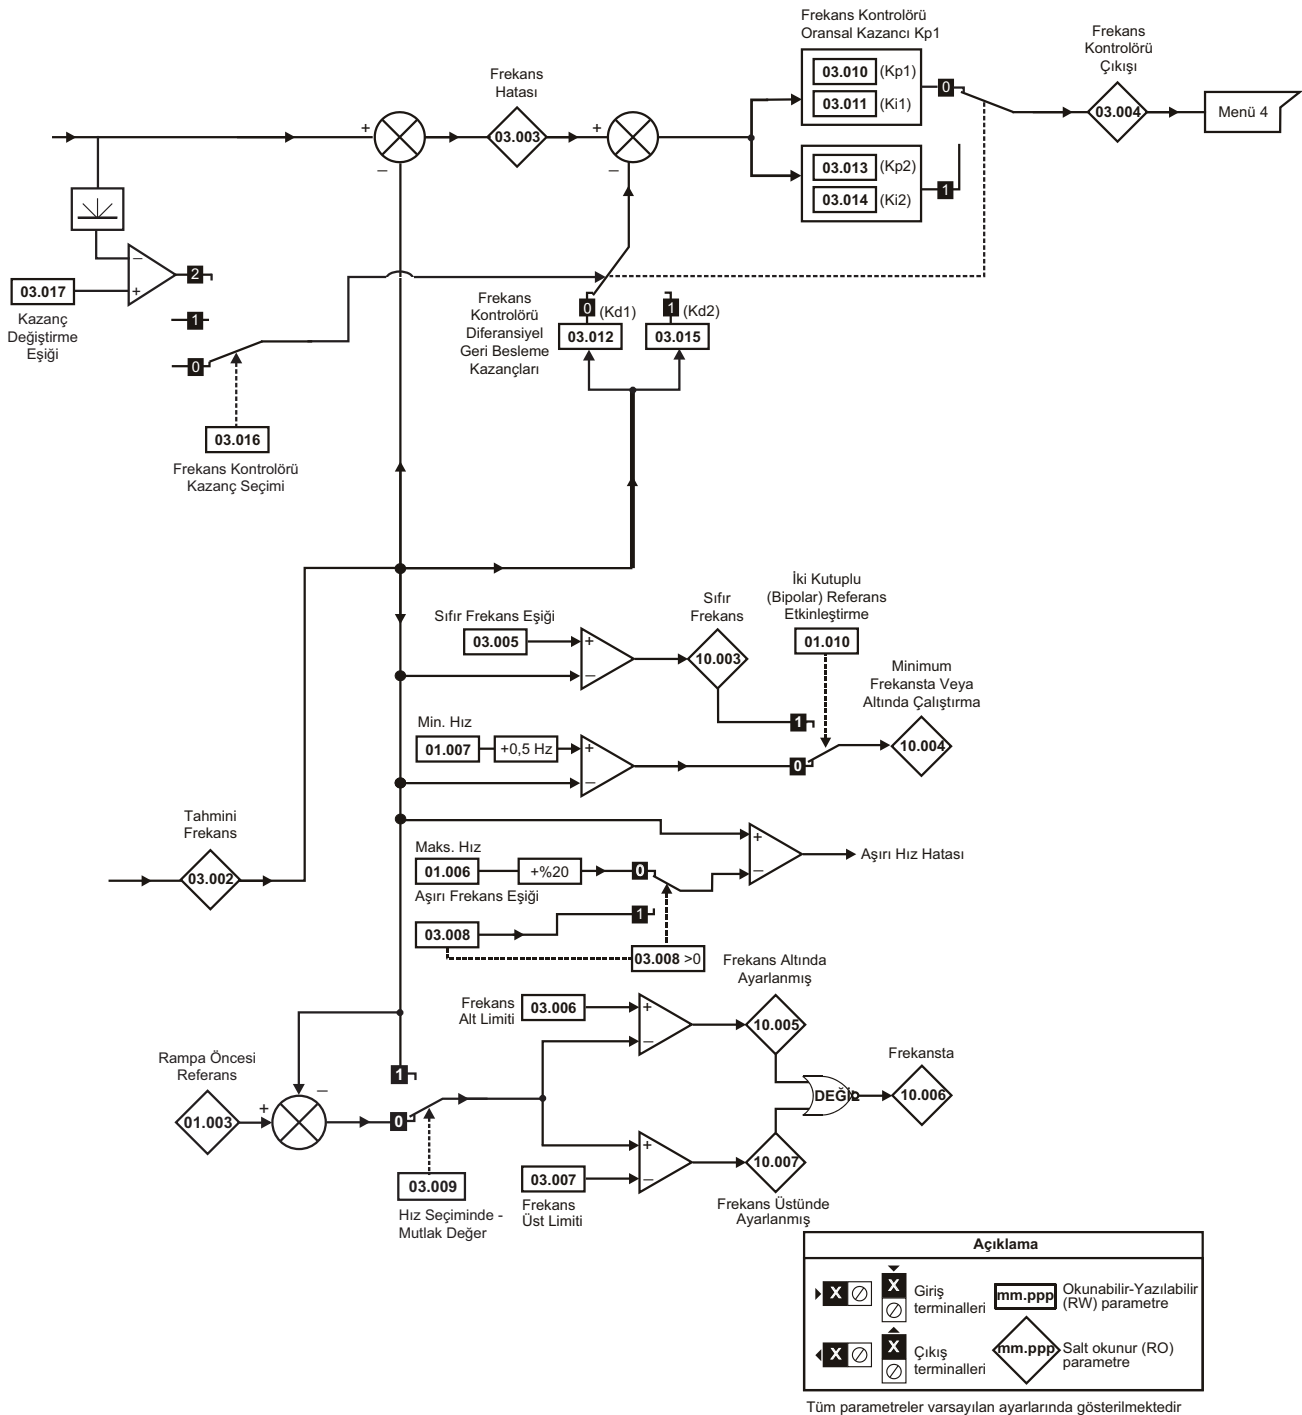 Frekans Kontrolörü
Oransal Kazancı Kp1
03.010 (Kp1)
03.011 (Ki1)
0
Frekans
Kontrolörü
Çıkışı
03.004
Menü 4
Frekans
Hatası
+
03.003
+
–
–
03.013 (Kp2)
03.014 (Ki2)
1
–
+
2
03.017
Kazanç
Değiştirme
Eşiği
1
0
03.016
Frekans Kontrolörü
Kazanç Seçimi
Frekans
Kontrolörü
Diferansiyel
Geri Besleme
Kazançları
0 (Kd1)
03.012
1 (Kd2)
03.015
Sıfır Frekans Eşiği
03.005
+
–
Sıfır
Frekans
10.003
İki Kutuplu
(Bipolar) Referans
Etkinleştirme
01.010
Minimum
Frekansta Veya
Altında Çalıştırma
10.004
1
0
Min. Hız
01.007
+0,5 Hz
+
–
Tahmini
Frekans
03.002
Maks. Hız
01.006
+%20
0
Aşırı Frekans Eşiği
03.008
1
03.008 >0
+
–
Aşırı Hız Hatası
Frekans
Alt Limiti
03.006
+
–
Frekans Altında
Ayarlanmış
10.005
Rampa Öncesi
Referans
01.003
+
–
1
0
03.009
Hız Seçiminde -
Mutlak Değer
+
–
03.007
Frekans
Üst Limiti
10.007
Frekans Üstünde
Ayarlanmış
DEĞİL
Frekansta
10.006
Açıklama
X
X
Giriş
terminalleri
mm.ppp
Okunabilir-Yazılabilir
(RW) parametre
X
X
Çıkış
terminalleri
mm.ppp
Salt okunur (RO)
parametre
Tüm parametreler varsayılan ayarlarında gösterilmektedir